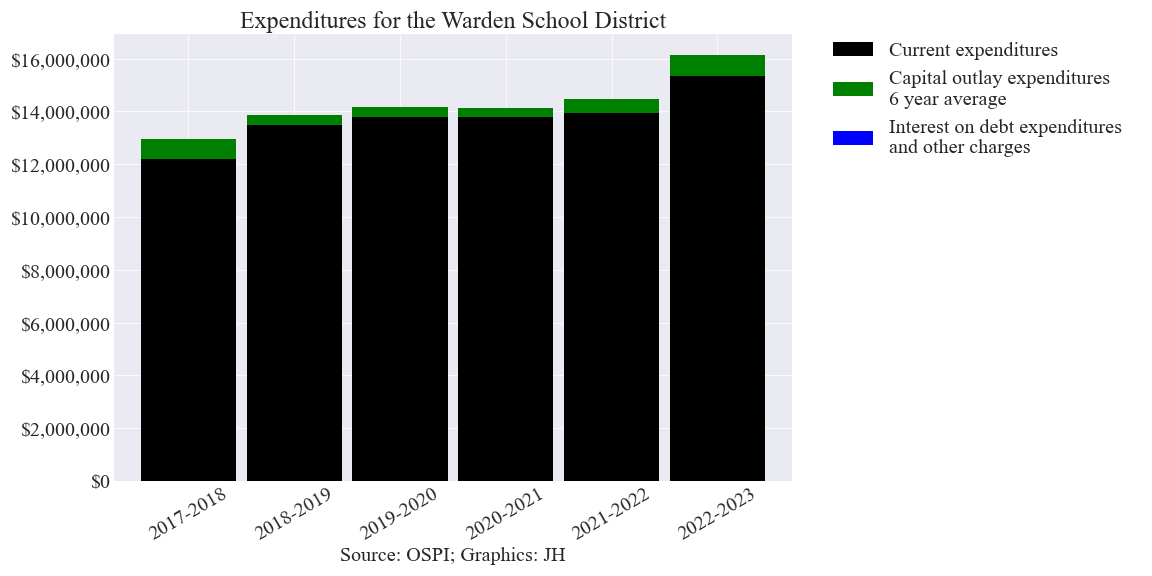 Expenditures for the Warden School District
$16,000,000
$14,000,000
$12,000,000
$10,000,000
$8,000,000
$6,000,000
$4,000,000
$2,000,000
$0
2017-2018
2018-2019
2019-2020
2020-2021
2021-2022
2022-2023
Source: OSPI; Graphics: JH
Current expenditures
Capital outlay expenditures
6 year average
Interest on debt expenditures
and other charges